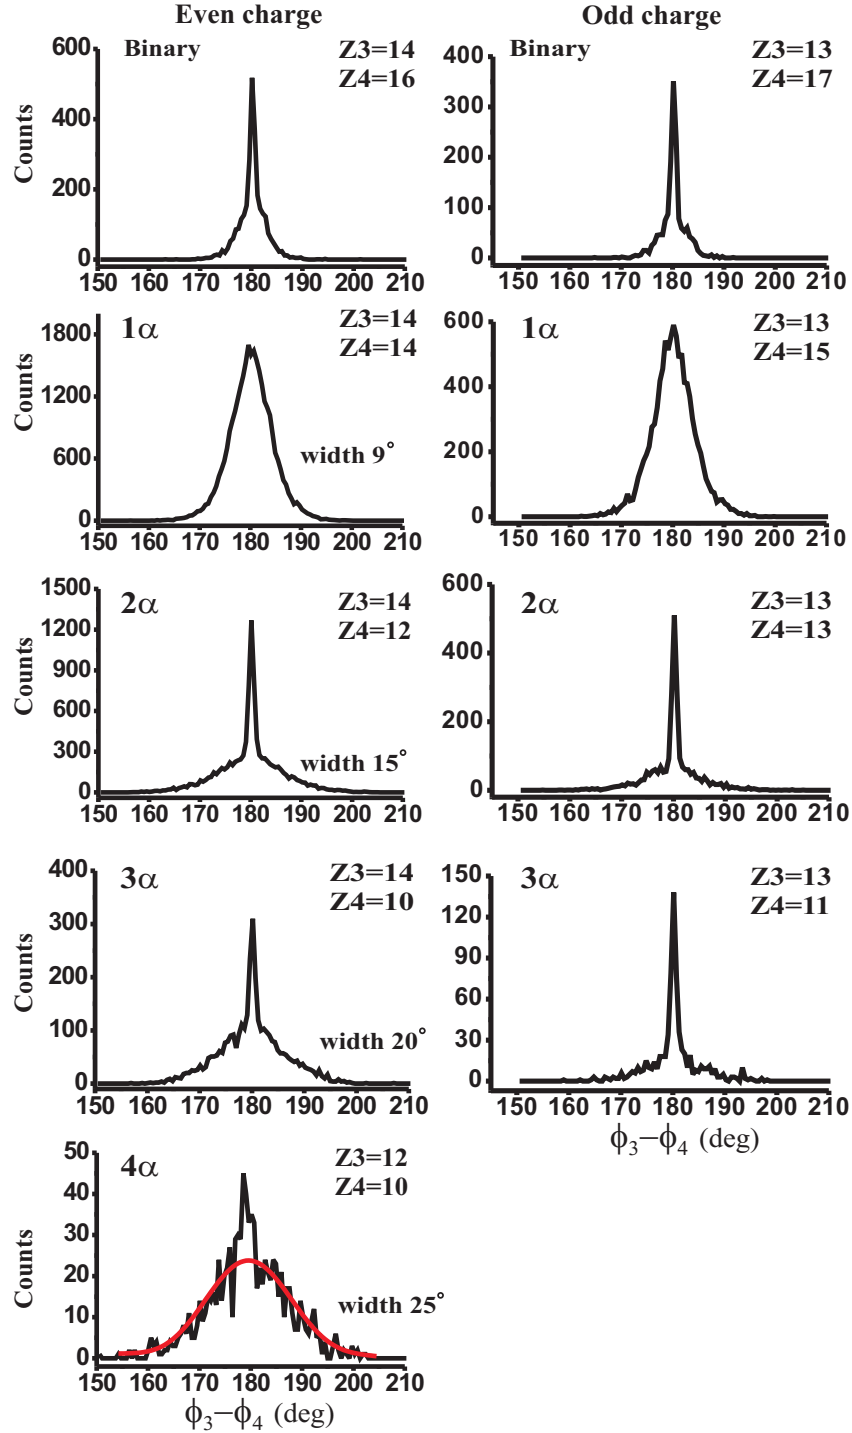 Even charge
Odd charge
Binary
Z3=14
Z4=16
Counts
600
400
200
0
150 160 170 180 190 200 210
Binary
Z3=13
Z4=17
400
300
200
100
0
150 160 170 180 190 200 210
1α
Z3=14
Z4=14
width 9°
Counts
1800
1200
600
0
150 160 170 180 190 200 210
1α
Z3=13
Z4=15
600
400
200
0
150 160 170 180 190 200 210
2α
Z3=14
Z4=12
width 15°
Counts
1500
1200
900
600
300
0
150 160 170 180 190 200 210
2α
Z3=13
Z4=13
600
400
200
0
150 160 170 180 190 200 210
3α
Z3=14
Z4=10
width 20°
Counts
400
300
200
100
0
150 160 170 180 190 200 210
3α
Z3=13
Z4=11
150
120
90
60
30
0
150 160 170 180 190 200 210
ϕ₃−ϕ₄ (deg)
4α
Z3=12
Z4=10
width 25°
Counts
50
40
30
20
10
0
150 160 170 180 190 200 210
ϕ₃−ϕ₄ (deg)